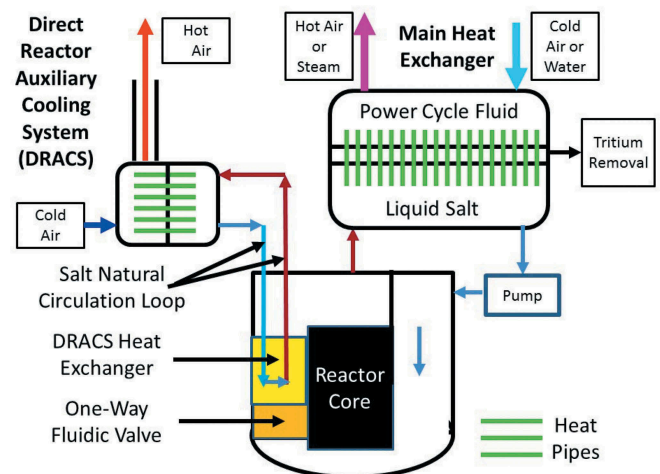 Direct
Reactor
Auxiliary
Cooling
System
(DRACS)
Hot
Air
Hot Air
or
Steam
Main Heat
Exchanger
Cold
Air or
Water
Power Cycle Fluid
Liquid Salt
Tritium
Removal
Cold
Air
Salt Natural
Circulation Loop
Pump
DRACS Heat
Exchanger
Reactor
Core
One-Way
Fluidic Valve
Heat
Pipes